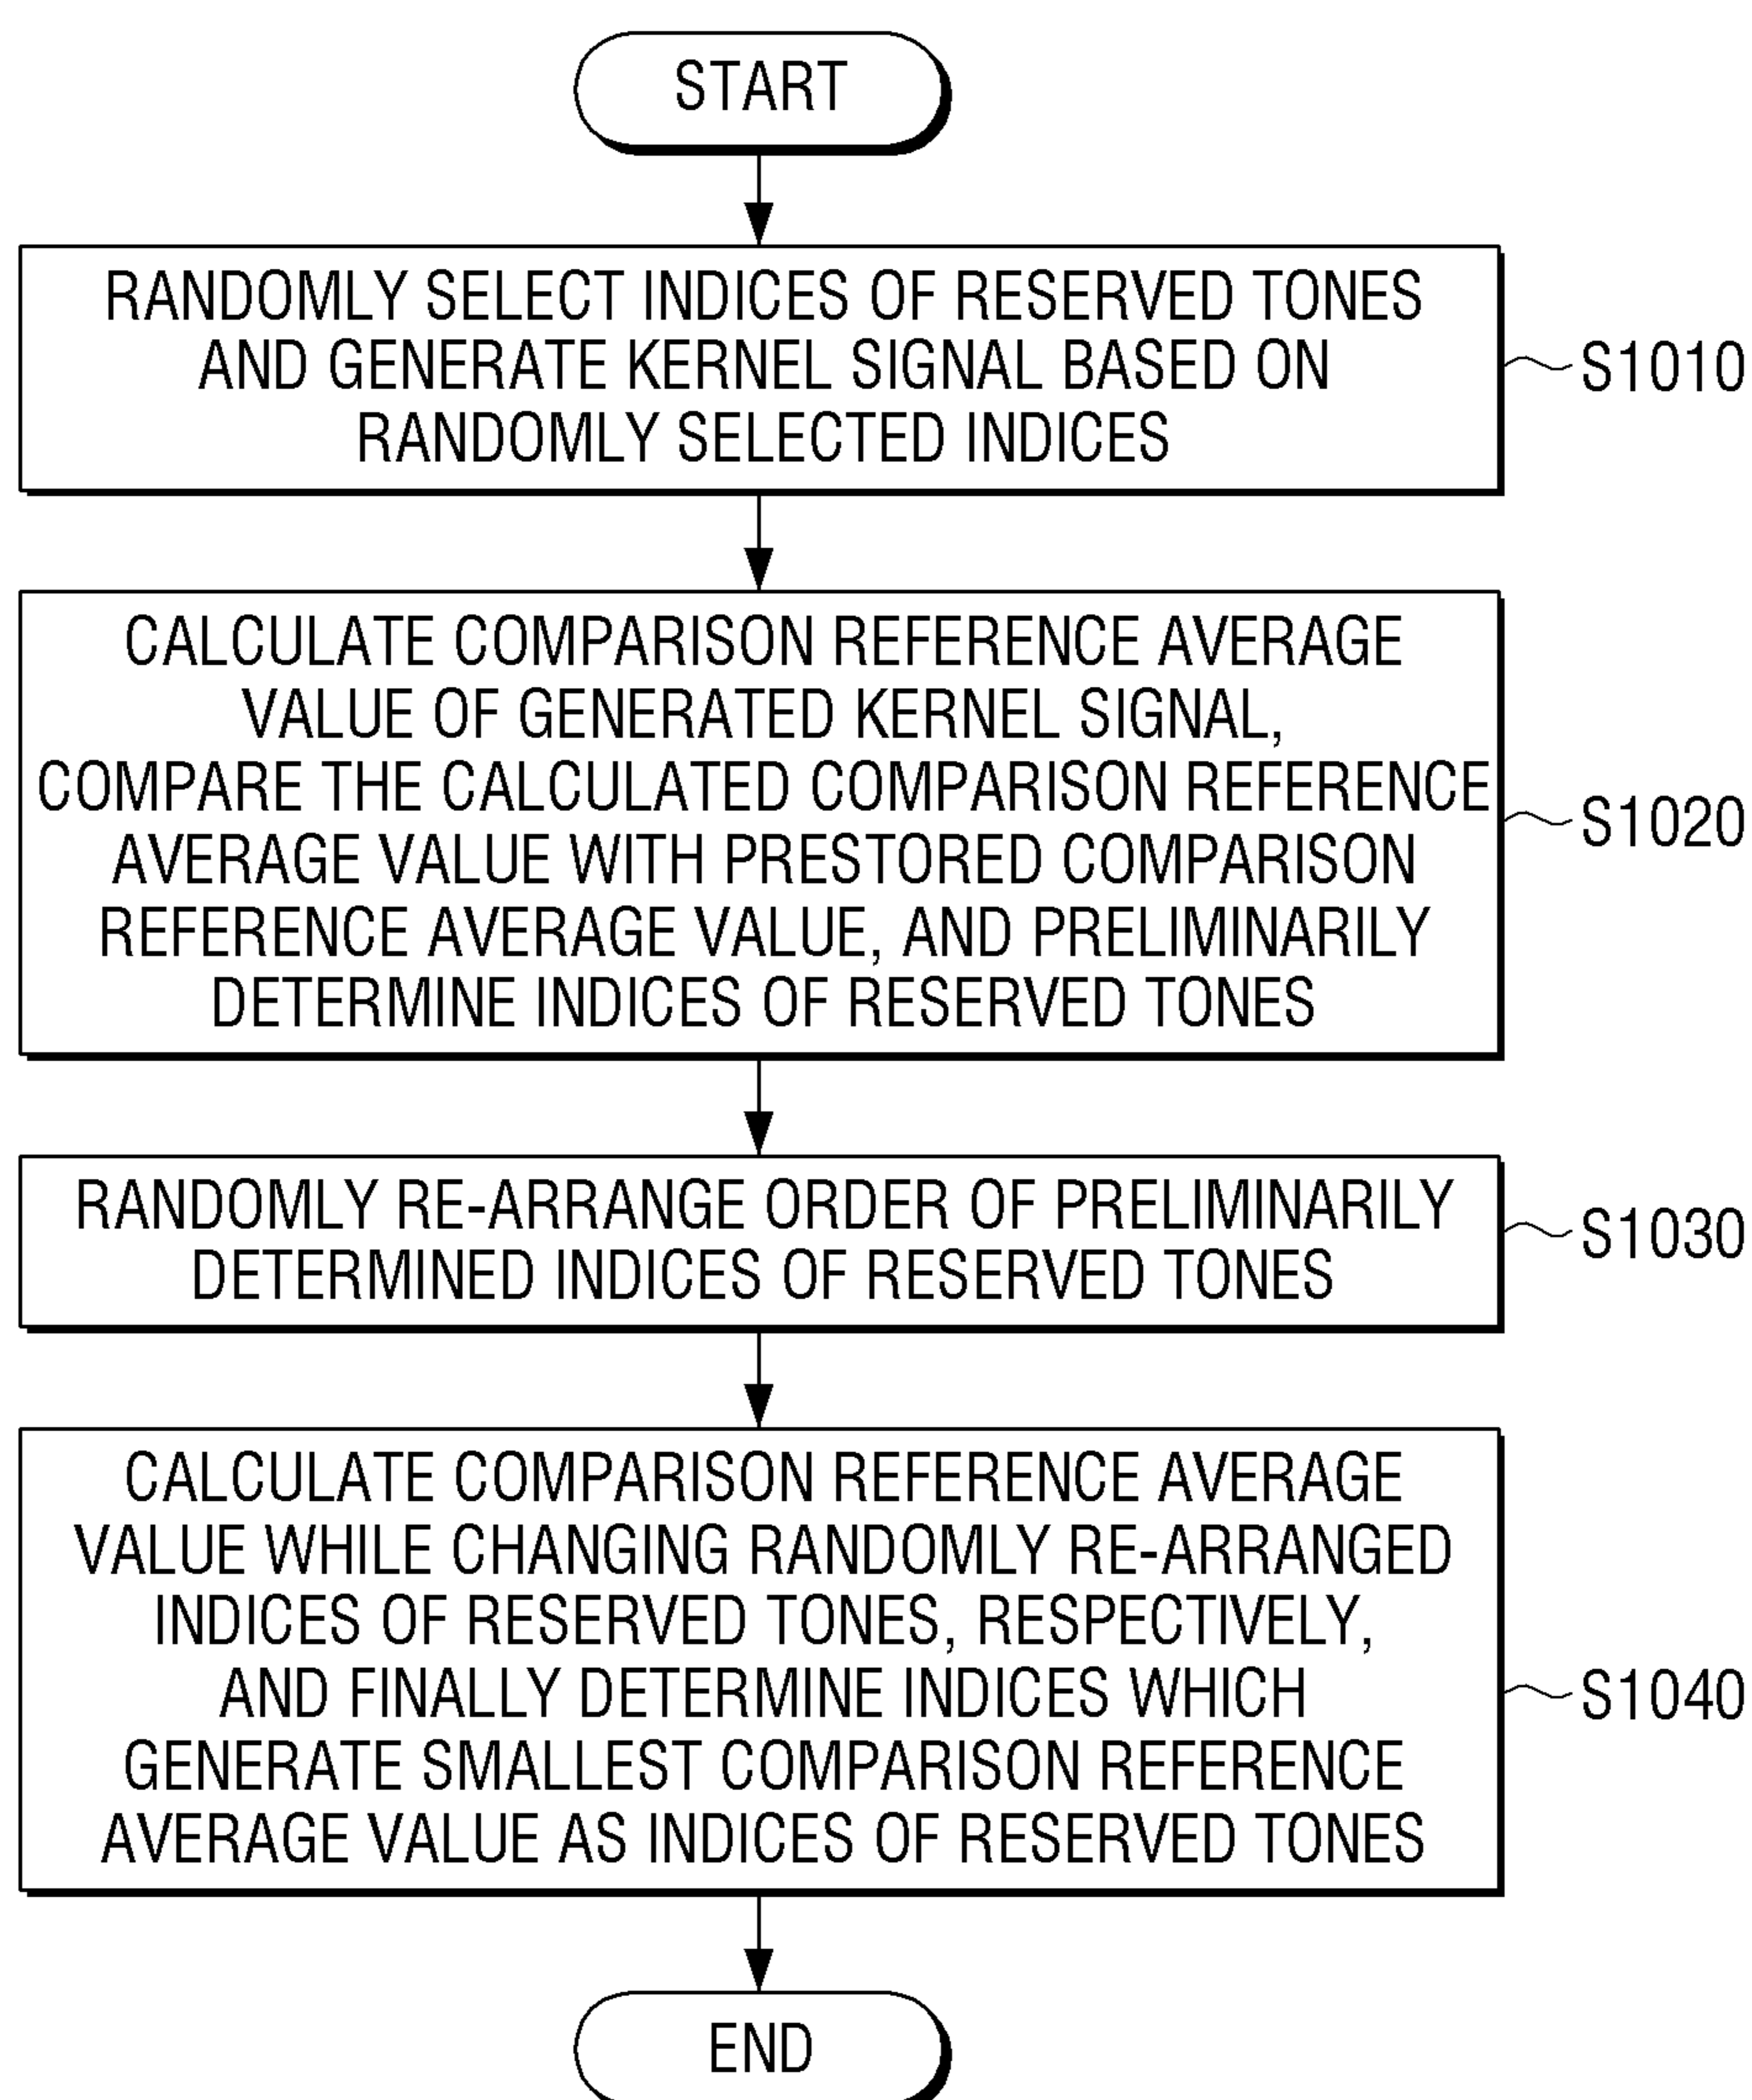 START
RANDOMLY SELECT INDICES OF RESERVED TONES
AND GENERATE KERNEL SIGNAL BASED ON
RANDOMLY SELECTED INDICES
S1010
CALCULATE COMPARISON REFERENCE AVERAGE
VALUE OF GENERATED KERNEL SIGNAL,
COMPARE THE CALCULATED COMPARISON REFERENCE
AVERAGE VALUE WITH PRESTORED COMPARISON
REFERENCE AVERAGE VALUE, AND PRELIMINARILY
DETERMINE INDICES OF RESERVED TONES
S1020
RANDOMLY RE-ARRANGE ORDER OF PRELIMINARILY
DETERMINED INDICES OF RESERVED TONES
S1030
CALCULATE COMPARISON REFERENCE AVERAGE
VALUE WHILE CHANGING RANDOMLY RE-ARRANGED
INDICES OF RESERVED TONES, RESPECTIVELY,
AND FINALLY DETERMINE INDICES WHICH
GENERATE SMALLEST COMPARISON REFERENCE
AVERAGE VALUE AS INDICES OF RESERVED TONES
S1040
END